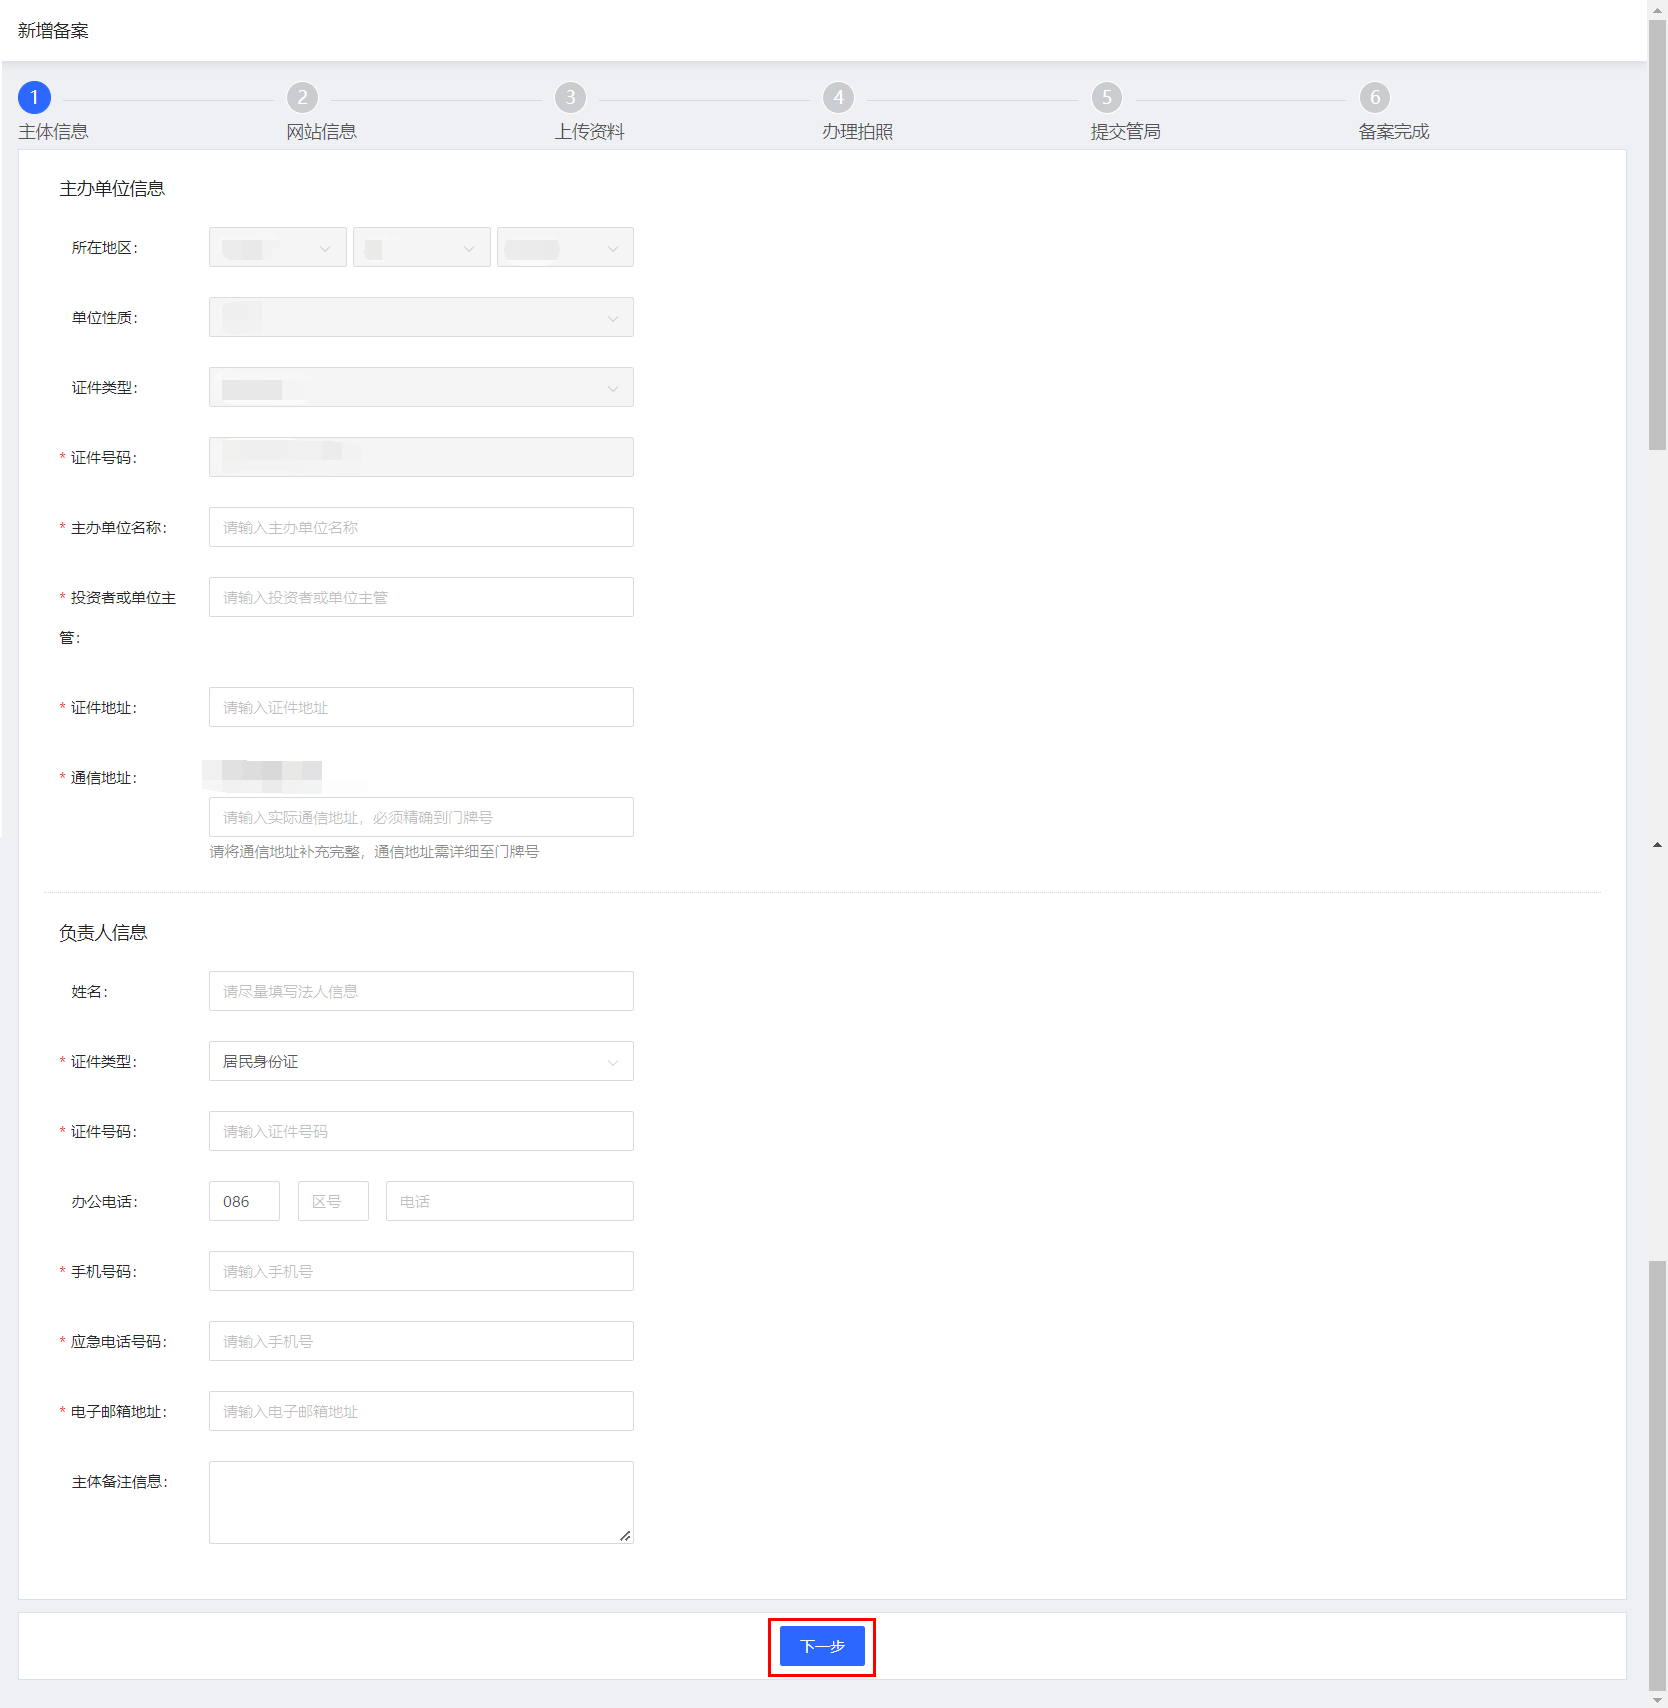 新增备案
1 2 3 4 5 6
主体信息 网站信息 上传资料 办理拍照 提交管局 备案完成
主办单位信息
所在地区:
单位性质:
证件类型:
* 证件号码:
* 主办单位名称: 请输入主办单位名称
* 投资者或单位主 请输入投资者或单位主管
管:
* 证件地址: 请输入证件地址
* 通信地址:
请输入实际通信地址，必须精确到门牌号
请将通信地址补充完整，通信地址需详细至门牌号
负责人信息
姓名: 请尽量填写法人信息
* 证件类型: 居民身份证
* 证件号码: 请输入证件号码
办公电话: 086 区号 电话
* 手机号码: 请输入手机号
* 应急电话号码: 请输入手机号
* 电子邮箱地址: 请输入电子邮箱地址
主体备注信息:
下一步